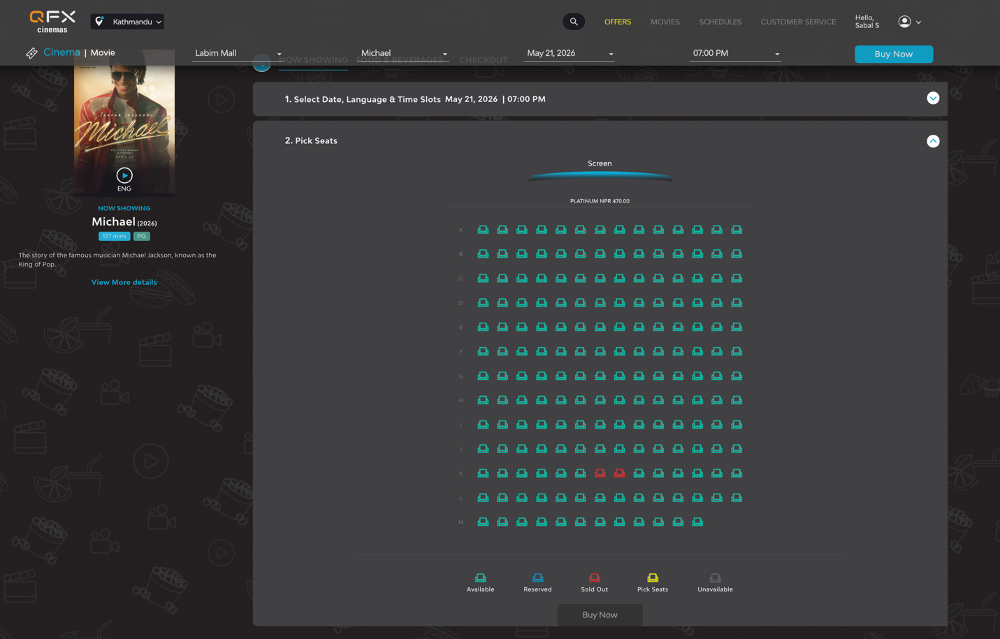 QFX
cinemas
Kathmandu
OFFERS
MOVIES
SCHEDULES
CUSTOMER SERVICE
Hello,
Sabal S
Cinema | Movie
Labim Mall
Michael
May 21, 2026
07:00 PM
Buy Now
NOW SHOWING
FOOD & BEVERAGES
CHECKOUT
JAAFAR JACKSON
Michael
APRIL 24
ENG
NOW SHOWING
Michael (2026)
127 mins
PG
The story of the famous musician Michael Jackson, known as the
King of Pop.
View More details
1. Select Date, Language & Time Slots May 21, 2026 | 07:00 PM
2. Pick Seats
Screen
PLATINUM NPR 470.00
A
B
C
D
E
F
G
H
I
J
K
L
M
Available
Reserved
Sold Out
Pick Seats
Unavailable
Buy Now